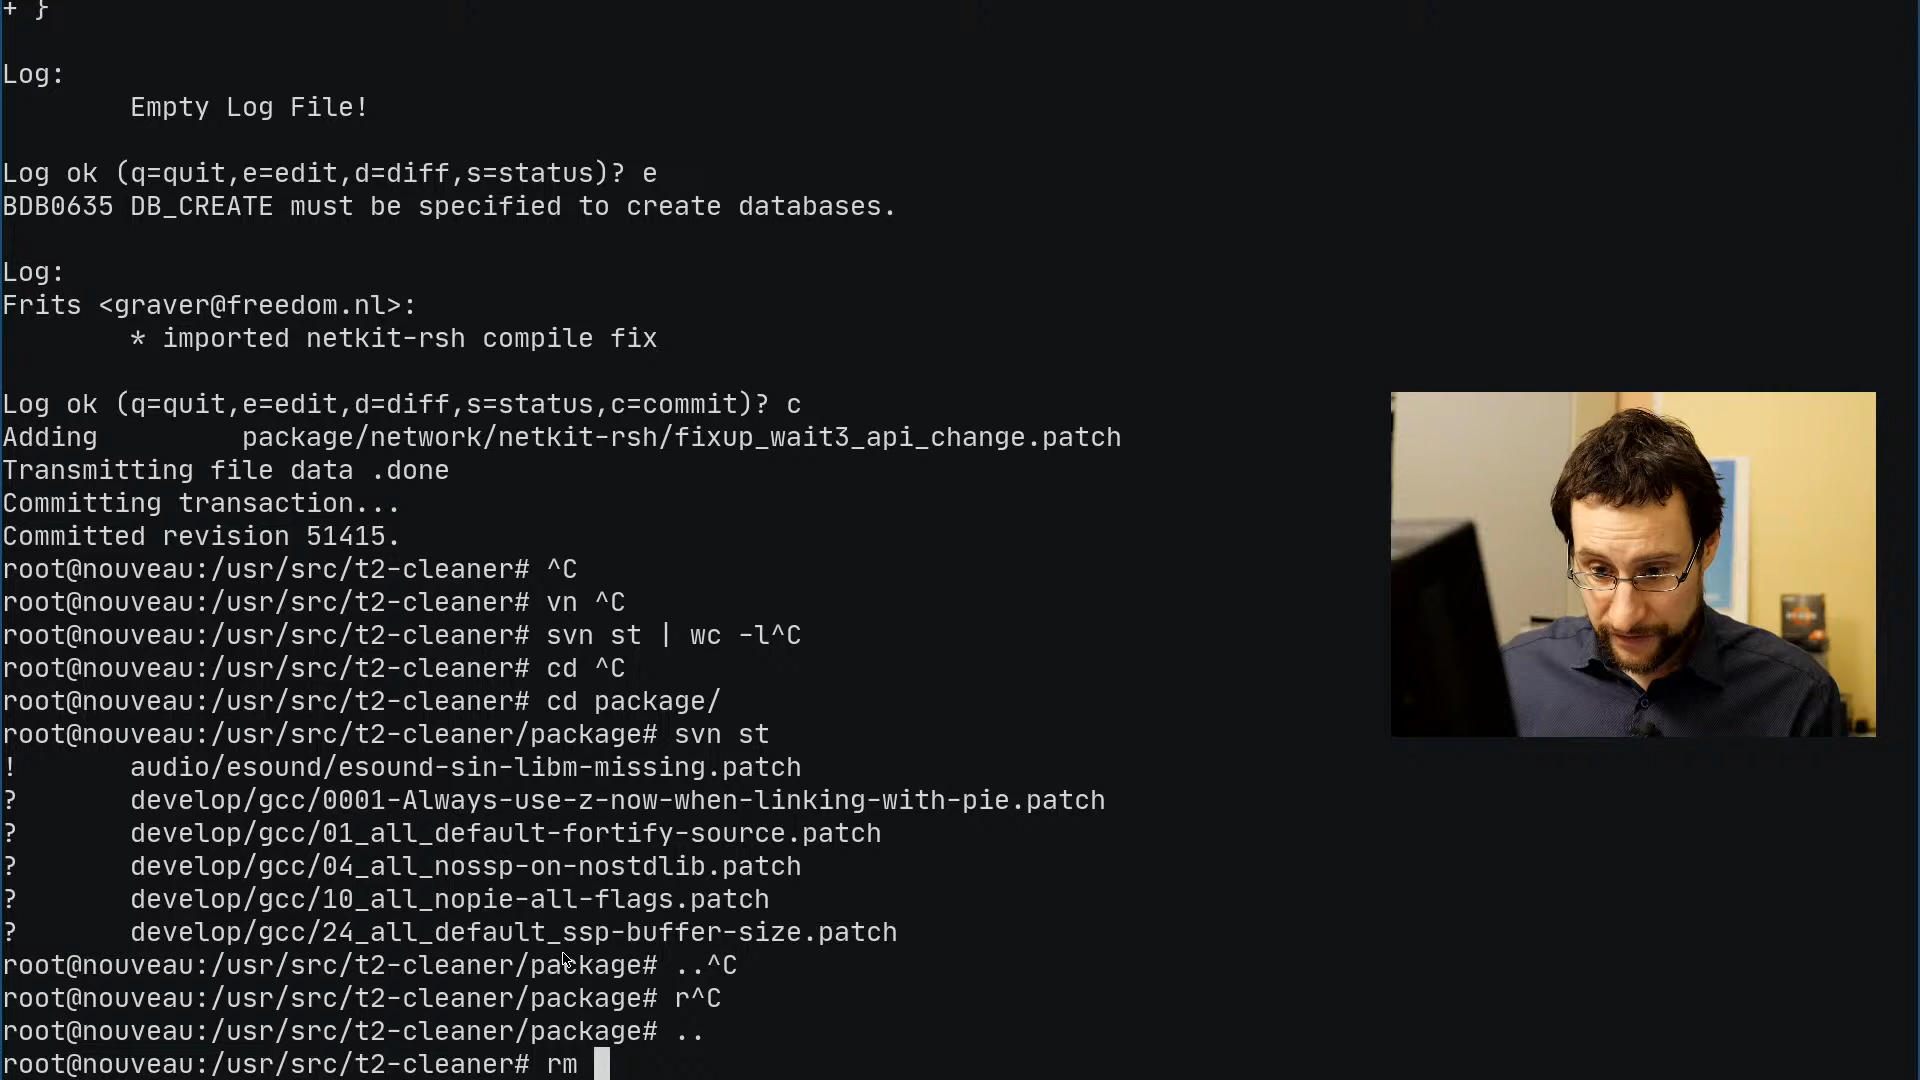 + }
Log:
Empty Log File!
Log ok (q=quit,e=edit,d=diff,s=status)? e
BDB0635 DB_CREATE must be specified to create databases.
Log:
Frits <graver@freedom.nl>:
* imported netkit-rsh compile fix
Log ok (q=quit,e=edit,d=diff,s=status,c=commit)? c
Adding         package/network/netkit-rsh/fixup_wait3_api_change.patch
Transmitting file data .done
Committing transaction...
Committed revision 51415.
root@nouveau:/usr/src/t2-cleaner# ^C
root@nouveau:/usr/src/t2-cleaner# vn ^C
root@nouveau:/usr/src/t2-cleaner# svn st | wc -l^C
root@nouveau:/usr/src/t2-cleaner# cd ^C
root@nouveau:/usr/src/t2-cleaner# cd package/
root@nouveau:/usr/src/t2-cleaner/package# svn st
!       audio/esound/esound-sin-libm-missing.patch
?       develop/gcc/0001-Always-use-z-now-when-linking-with-pie.patch
?       develop/gcc/01_all_default-fortify-source.patch
?       develop/gcc/04_all_nossp-on-nostdlib.patch
?       develop/gcc/10_all_nopie-all-flags.patch
?       develop/gcc/24_all_default_ssp-buffer-size.patch
root@nouveau:/usr/src/t2-cleaner/package# ..^C
root@nouveau:/usr/src/t2-cleaner/package# r^C
root@nouveau:/usr/src/t2-cleaner/package# ..
root@nouveau:/usr/src/t2-cleaner# rm